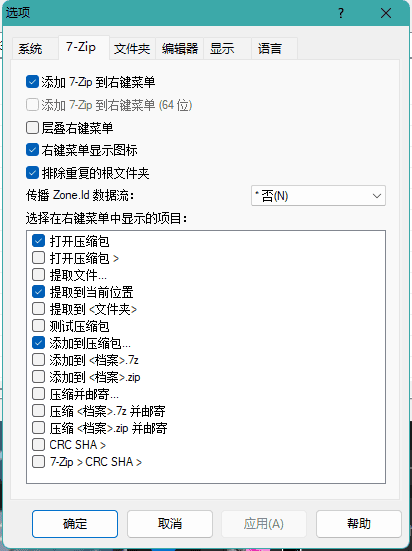 选项
?
系统 7-Zip 文件夹 编辑器 显示 语言
添加 7-Zip 到右键菜单
添加 7-Zip 到右键菜单 (64 位)
层叠右键菜单
右键菜单显示图标
排除重复的根文件夹
传播 Zone.Id 数据流: * 否(N)
选择在右键菜单中显示的项目:
打开压缩包
打开压缩包 >
提取文件...
提取到当前位置
提取到 <文件夹>
测试压缩包
添加到压缩包...
添加到 <档案>.7z
添加到 <档案>.zip
压缩并邮寄...
压缩 <档案>.7z 并邮寄
压缩 <档案>.zip 并邮寄
CRC SHA >
7-Zip > CRC SHA >
确定 取消 应用(A) 帮助